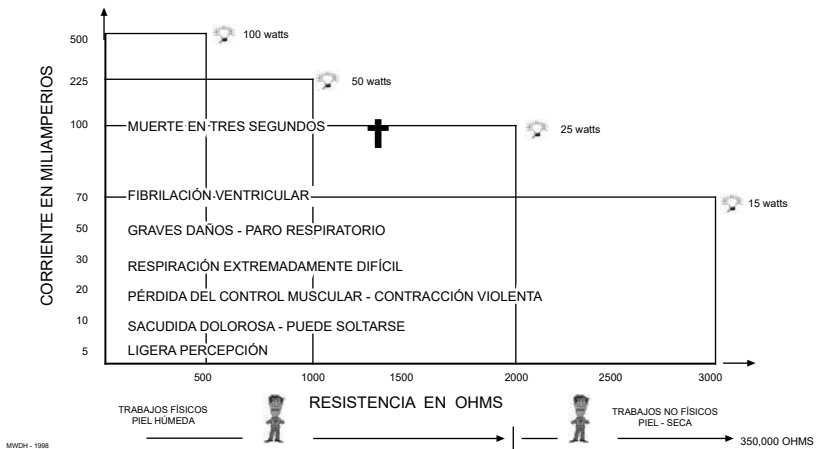 CORRIENTE EN MILIAMPERIOS
500
100 watts
225
50 watts
100
MUERTE EN TRES SEGUNDOS
25 watts
70
FIBRILACIÓN VENTRICULAR
15 watts
50
GRAVES DAÑOS - PARO RESPIRATORIO
30
RESPIRACIÓN EXTREMADAMENTE DIFÍCIL
20
PÉRDIDA DEL CONTROL MUSCULAR - CONTRACCIÓN VIOLENTA
10
SACUDIDA DOLOROSA - PUEDE SOLTARSE
5
LIGERA PERCEPCIÓN
500 1000 1500 2000 2500 3000
RESISTENCIA EN OHMS
TRABAJOS FÍSICOS
PIEL HÚMEDA
TRABAJOS NO FÍSICOS
PIEL - SECA
350,000 OHMS
MWDH - 1998